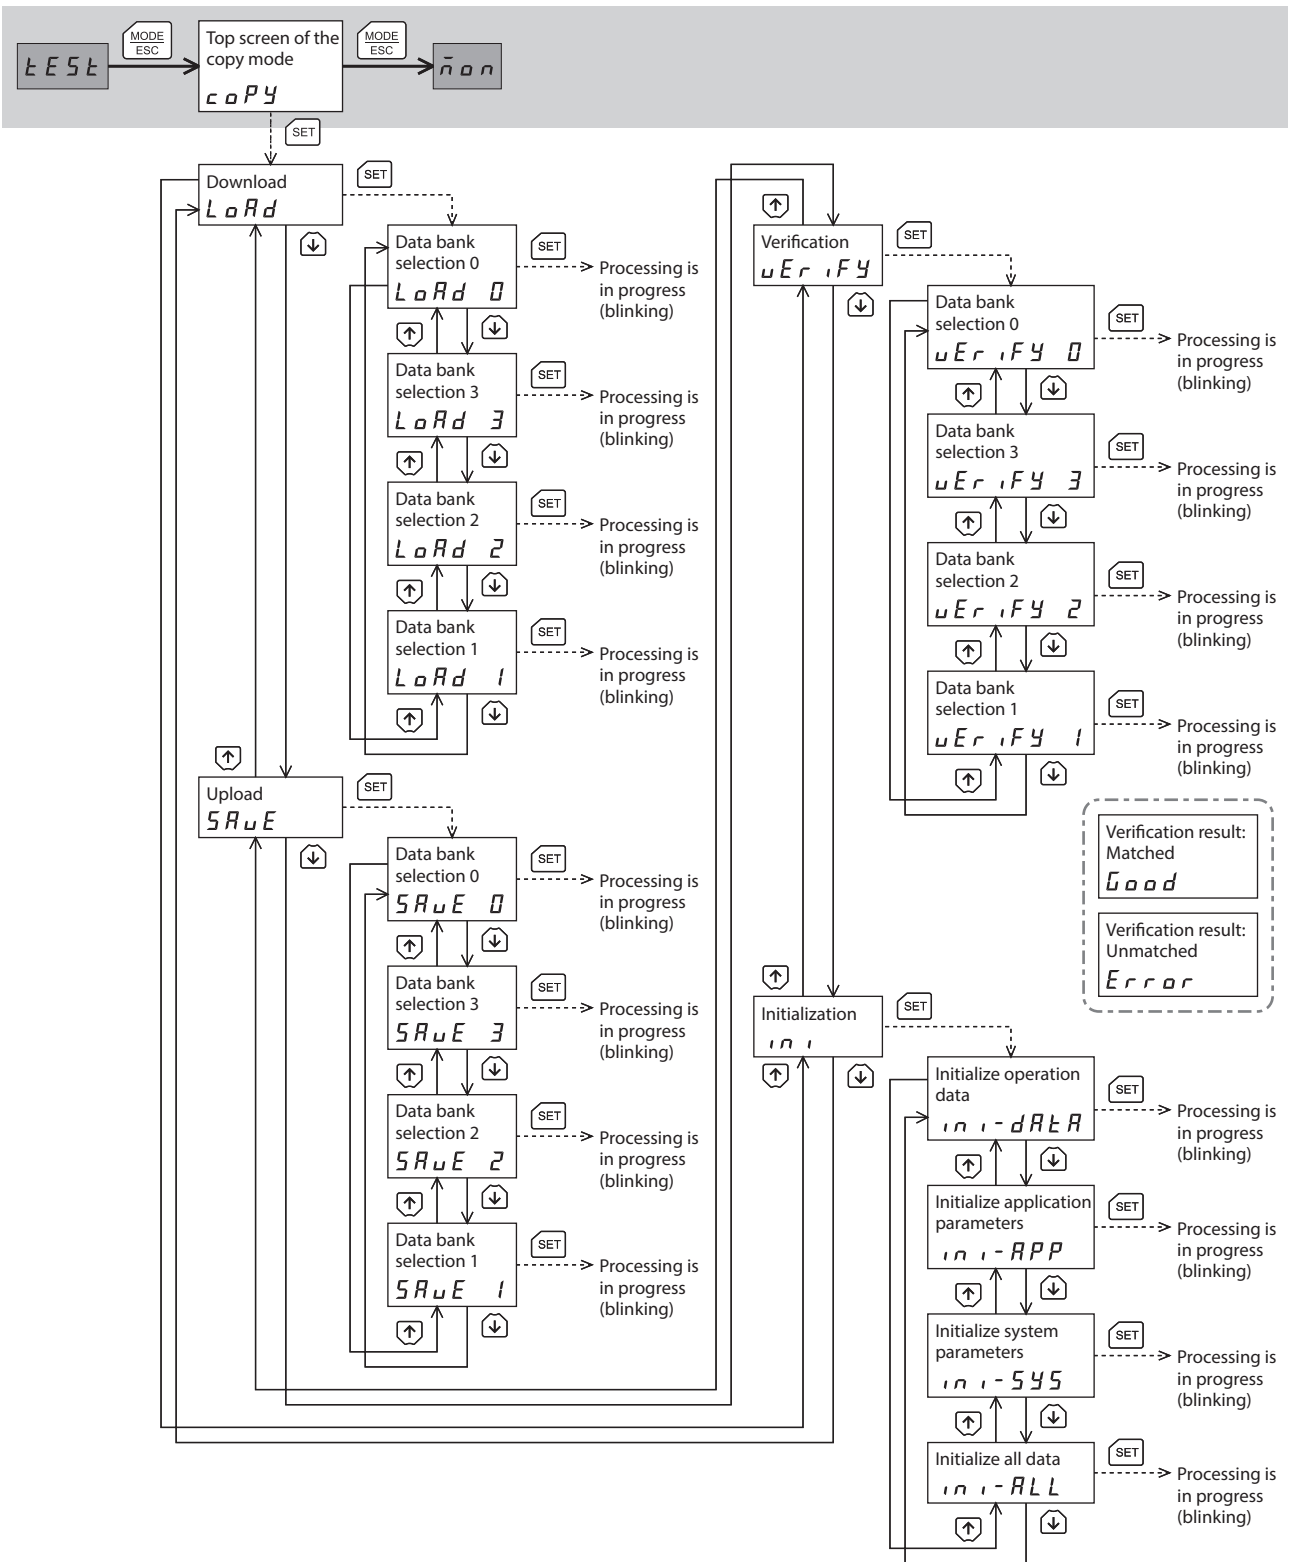 tESt
MODE
ESC
Top screen of the
copy mode
coPY
MODE
ESC
mon
SET
Download
LoAd
SET
Data bank
selection 0
LoAd 0
SET
Processing is
in progress
(blinking)
Data bank
selection 3
LoAd 3
SET
Processing is
in progress
(blinking)
Data bank
selection 2
LoAd 2
SET
Processing is
in progress
(blinking)
Data bank
selection 1
LoAd 1
SET
Processing is
in progress
(blinking)
Upload
SAvE
SET
Data bank
selection 0
SAvE 0
SET
Processing is
in progress
(blinking)
Data bank
selection 3
SAvE 3
SET
Processing is
in progress
(blinking)
Data bank
selection 2
SAvE 2
SET
Processing is
in progress
(blinking)
Data bank
selection 1
SAvE 1
SET
Processing is
in progress
(blinking)
Verification
vEriFY
SET
Data bank
selection 0
vEriFY 0
SET
Processing is
in progress
(blinking)
Data bank
selection 3
vEriFY 3
SET
Processing is
in progress
(blinking)
Data bank
selection 2
vEriFY 2
SET
Processing is
in progress
(blinking)
Data bank
selection 1
vEriFY 1
SET
Processing is
in progress
(blinking)
Verification result:
Matched
Good
Verification result:
Unmatched
Error
Initialization
ini
SET
Initialize operation
data
ini-dAtA
SET
Processing is
in progress
(blinking)
Initialize application
parameters
ini-APP
SET
Processing is
in progress
(blinking)
Initialize system
parameters
ini-SYS
SET
Processing is
in progress
(blinking)
Initialize all data
ini-ALL
SET
Processing is
in progress
(blinking)